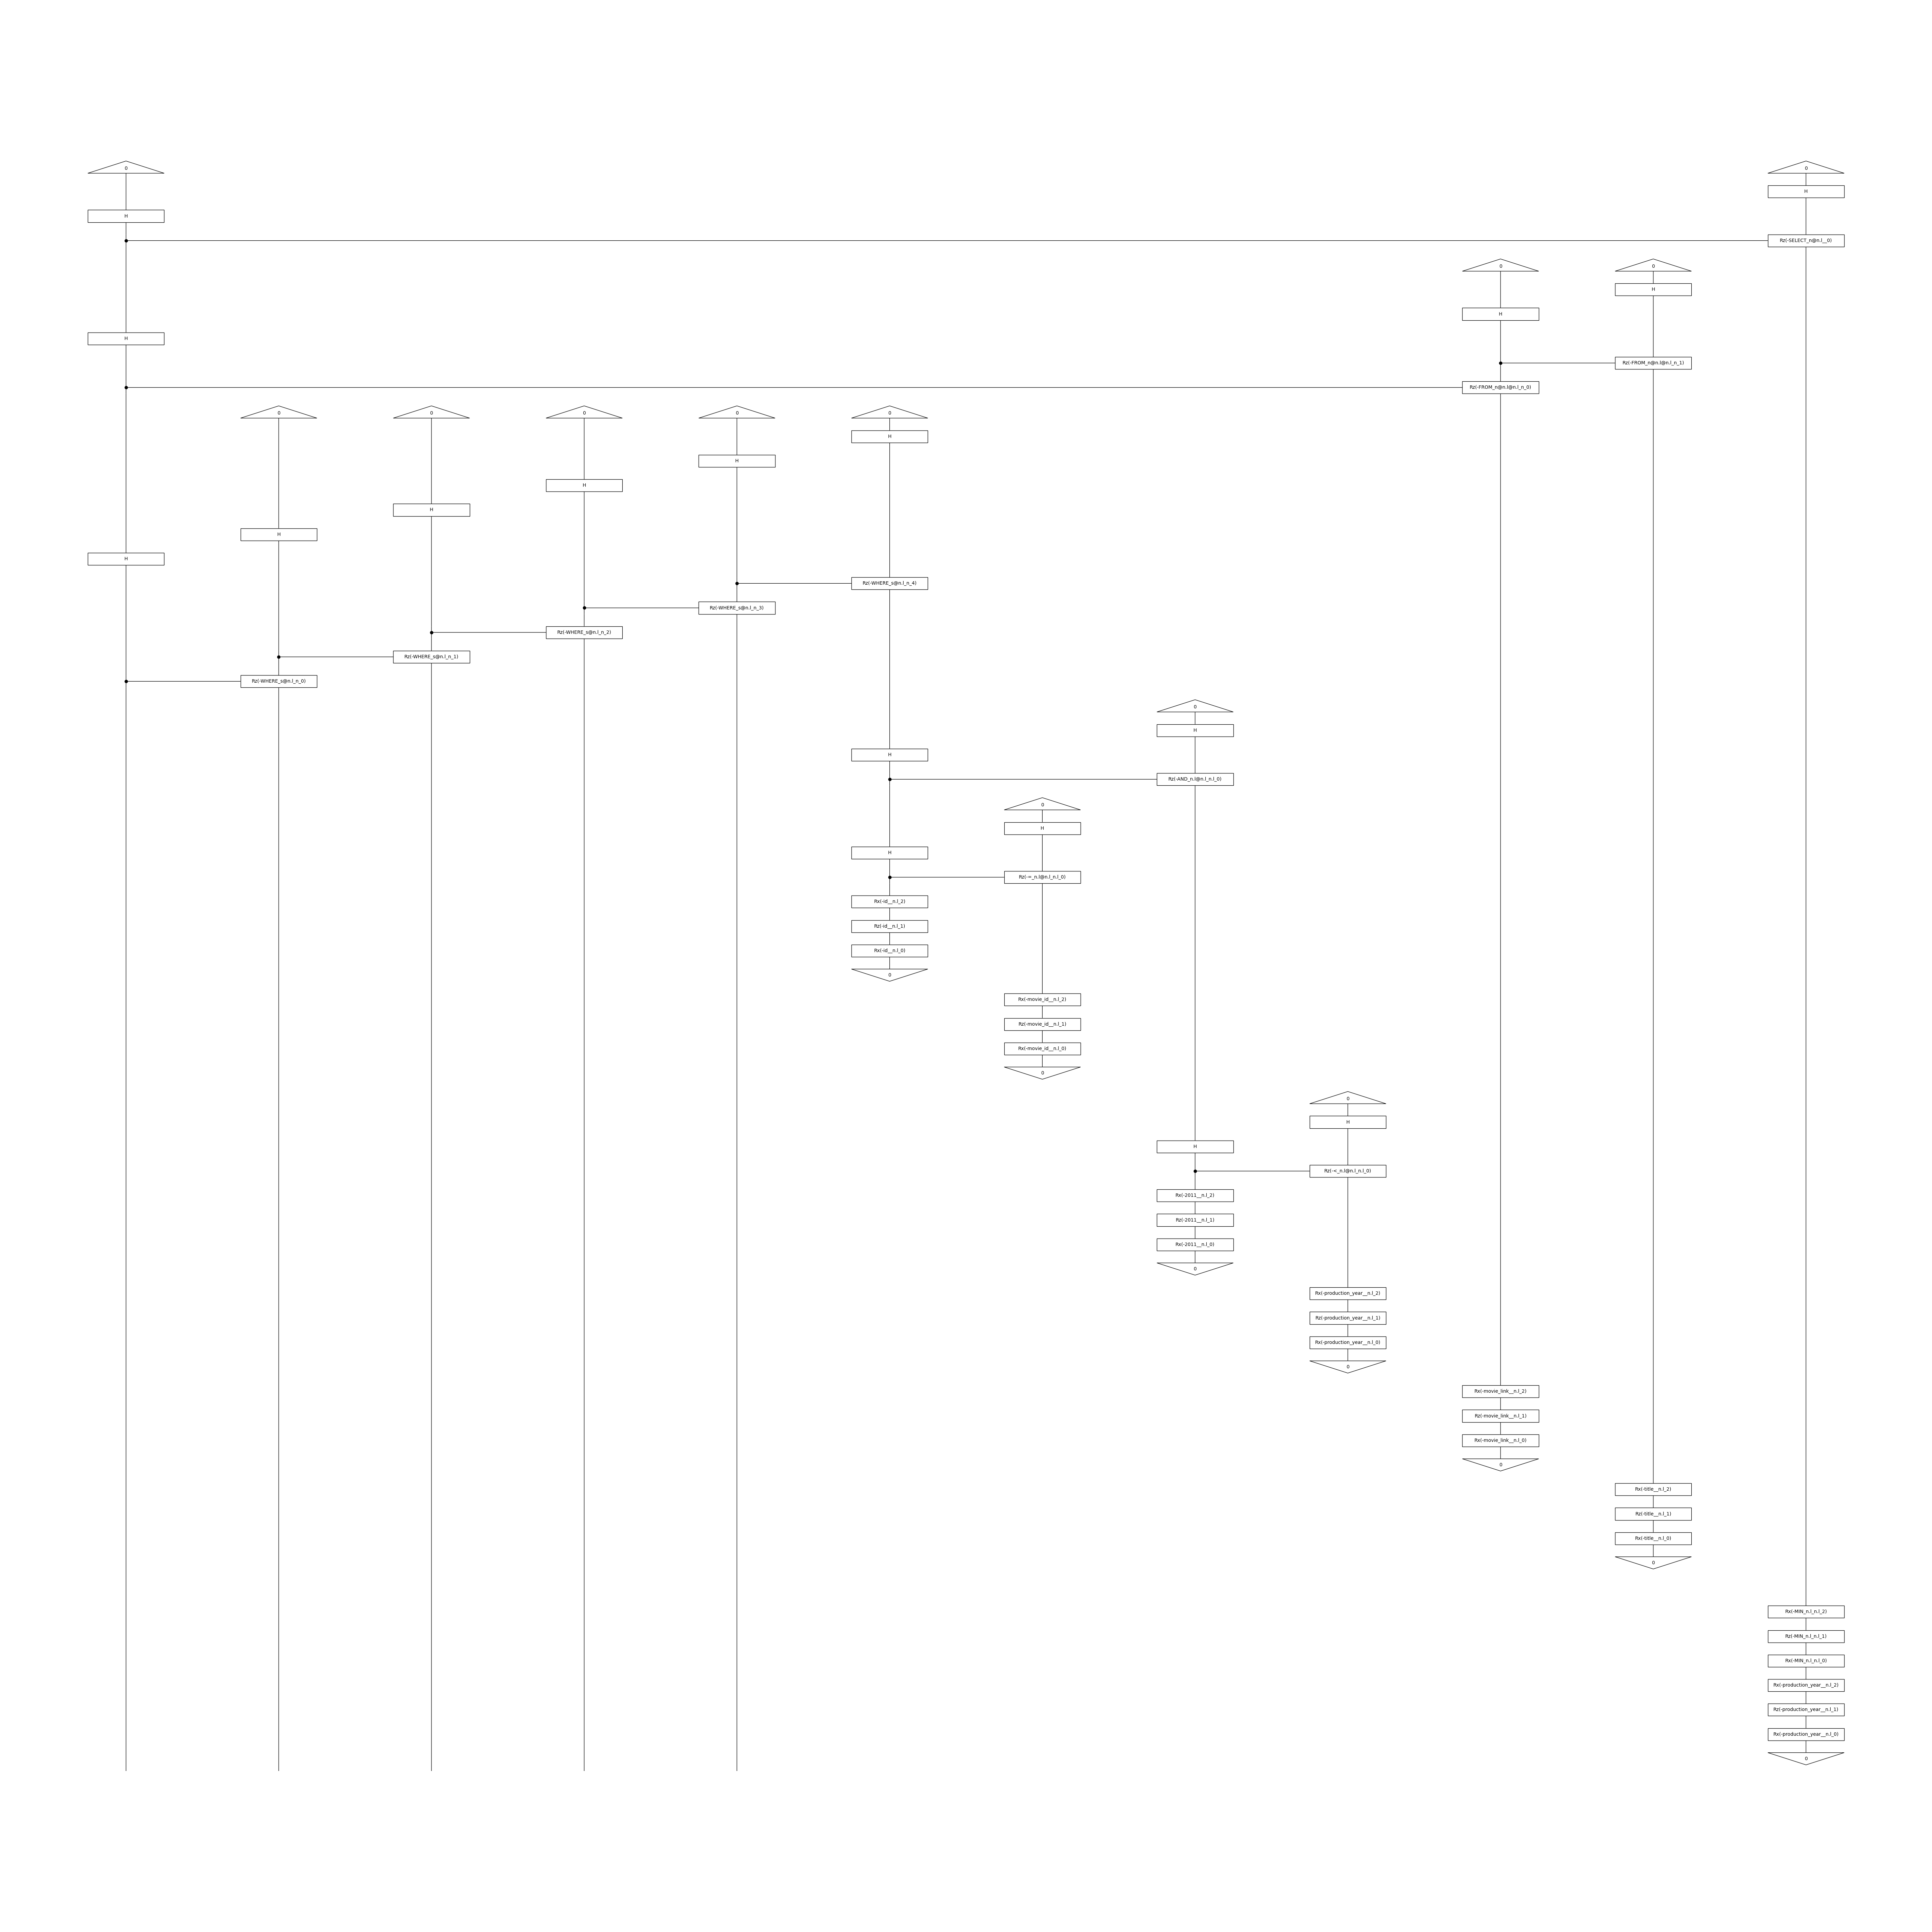 0 0
H
H
Rz(-SELECT_n@n.l__0)
0 0
H
H
H
Rz(-FROM_n@n.l@n.l_n_1)
Rz(-FROM_n@n.l@n.l_n_0)
0 0 0 0 0
H
H
H
H
H
H
Rz(-WHERE_s@n.l_n_4)
Rz(-WHERE_s@n.l_n_3)
Rz(-WHERE_s@n.l_n_2)
Rz(-WHERE_s@n.l_n_1)
Rz(-WHERE_s@n.l_n_0)
0
H
H
Rz(-AND_n.l@n.l_n.l_0)
0
H
H
Rz(-=_n.l@n.l_n.l_0)
Rx(-id__n.l_2)
Rz(-id__n.l_1)
Rx(-id__n.l_0)
0
Rx(-movie_id__n.l_2)
Rz(-movie_id__n.l_1)
Rx(-movie_id__n.l_0)
0
0
H
H
Rz(-<_n.l@n.l_n.l_0)
Rx(-2011__n.l_2)
Rz(-2011__n.l_1)
Rx(-2011__n.l_0)
0
Rx(-production_year__n.l_2)
Rz(-production_year__n.l_1)
Rx(-production_year__n.l_0)
0
Rx(-movie_link__n.l_2)
Rz(-movie_link__n.l_1)
Rx(-movie_link__n.l_0)
0
Rx(-title__n.l_2)
Rz(-title__n.l_1)
Rx(-title__n.l_0)
0
Rx(-MIN_n.l_n.l_2)
Rz(-MIN_n.l_n.l_1)
Rx(-MIN_n.l_n.l_0)
Rx(-production_year__n.l_2)
Rz(-production_year__n.l_1)
Rx(-production_year__n.l_0)
0